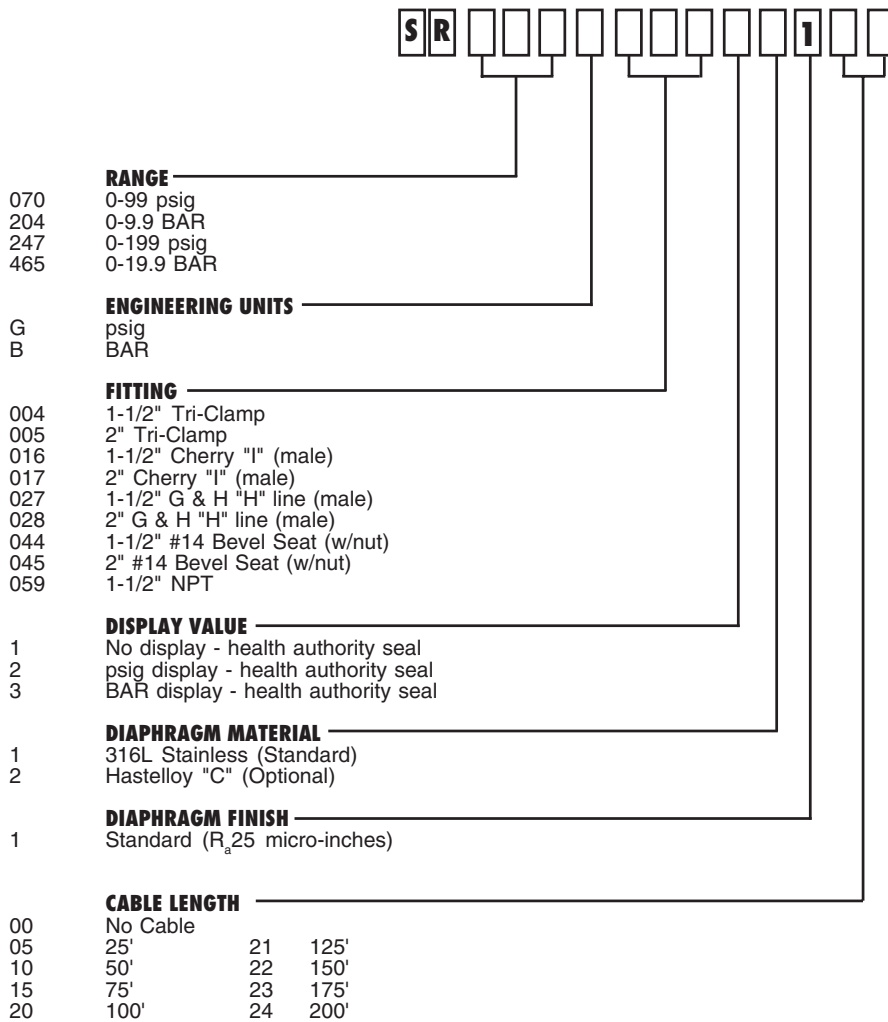 SR 1
RANGE
070 0-99 psig
204 0-9.9 BAR
247 0-199 psig
465 0-19.9 BAR
ENGINEERING UNITS
G psig
B BAR
FITTING
004 1-1/2" Tri-Clamp
005 2" Tri-Clamp
016 1-1/2" Cherry "I" (male)
017 2" Cherry "I" (male)
027 1-1/2" G & H "H" line (male)
028 2" G & H "H" line (male)
044 1-1/2" #14 Bevel Seat (w/nut)
045 2" #14 Bevel Seat (w/nut)
059 1-1/2" NPT
DISPLAY VALUE
1 No display - health authority seal
2 psig display - health authority seal
3 BAR display - health authority seal
DIAPHRAGM MATERIAL
1 316L Stainless (Standard)
2 Hastelloy "C" (Optional)
DIAPHRAGM FINISH
1 Standard (Ra25 micro-inches)
CABLE LENGTH
00 No Cable
05 25' 21 125'
10 50' 22 150'
15 75' 23 175'
20 100' 24 200'